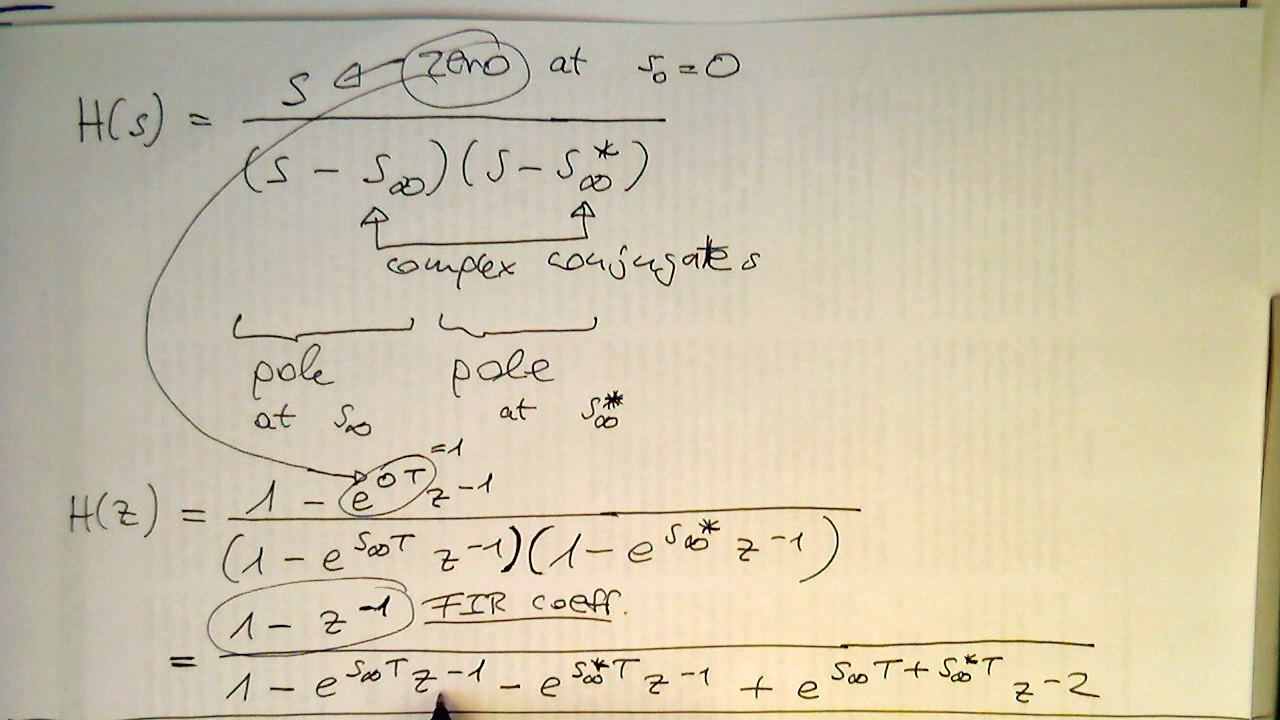 s zero at s₀ = 0
H(s) = s / (s - s∞)(s - s∞*)
complex conjugates
pole pole
at s∞ at s∞*
=1
H(z) = 1 - e^{0T} z^{-1} / (1 - e^{s∞T} z^{-1})(1 - e^{s∞*} z^{-1})
1 - z^{-1} FIR coeff.
= 1 - e^{s∞T} z^{-1} - e^{s∞*T} z^{-1} + e^{s∞T + s∞*T} z^{-2}